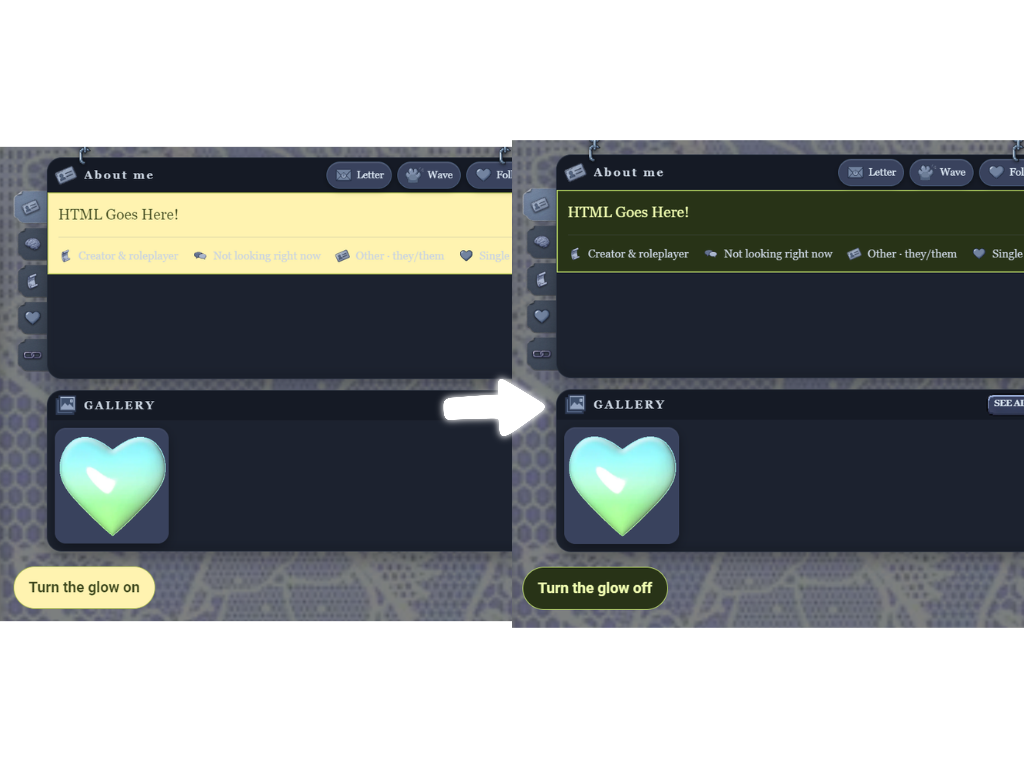 About me
Letter
Wave
Foll
HTML Goes Here!
Creator & roleplayer
Not looking right now
Other - they/them
Single
GALLERY
Turn the glow on
About me
Letter
Wave
Fol
HTML Goes Here!
Creator & roleplayer
Not looking right now
Other - they/them
Single
GALLERY
SEE AL
Turn the glow off